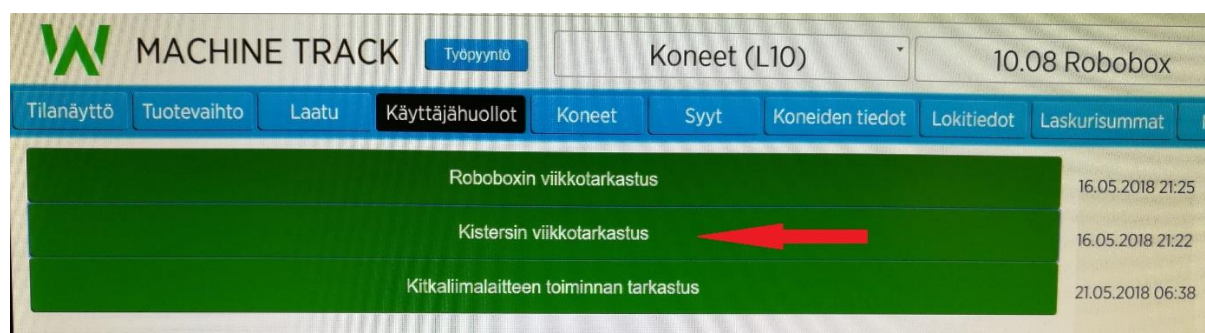 MACHINE TRACK Työpyyntö Koneet (L10) 10.08 Robobox
Tilanäyttö Tuotevaihto Laatu Käyttäjähuollot Koneet Syyt Koneiden tiedot Lokitiedot Laskurisummat
Roboboxin viikkotarkastus 16.05.2018 21:25
Kistersin viikkotarkastus 16.05.2018 21:22
Kitkaliimalaitteen toiminnan tarkastus 21.05.2018 06:38